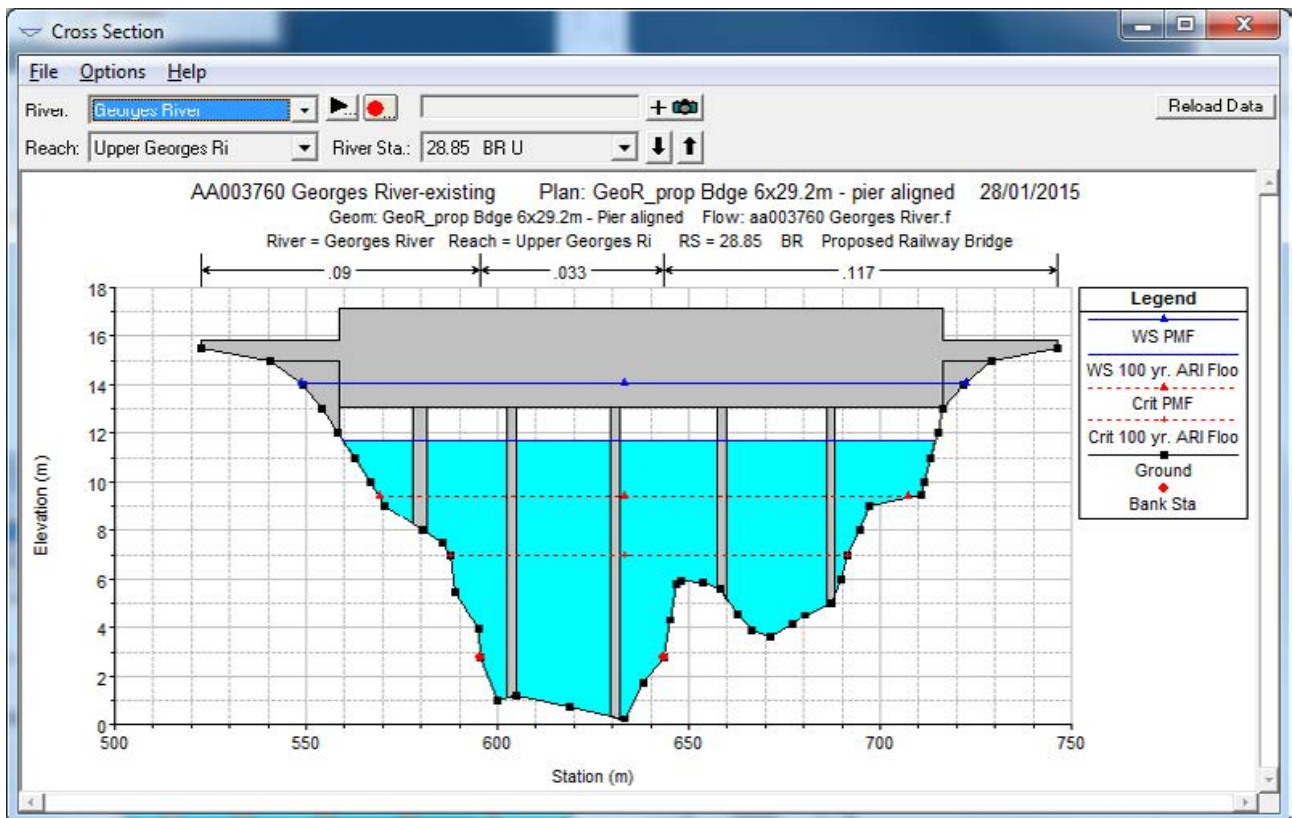 Cross Section
File Options Help
River: Georges River Reload Data
Reach: Upper Georges Ri River Sta.: 28.85 BR U
AA003760 Georges River-existing Plan: GeoR_prop Bdge 6x29.2m - pier aligned 28/01/2015
Geom: GeoR_prop Bdge 6x29.2m - Pier aligned Flow: aa003760 Georges River.f
River = Georges River Reach = Upper Georges Ri RS = 28.85 BR Proposed Railway Bridge
.09 .033 .117
18
16
14
12
10
8
6
4
2
0
Elevation (m)
500 550 600 650 700 750
Station (m)
Legend
WS PMF
WS 100 yr. ARI Floo
Crit PMF
Crit 100 yr. ARI Floo
Ground
Bank Sta